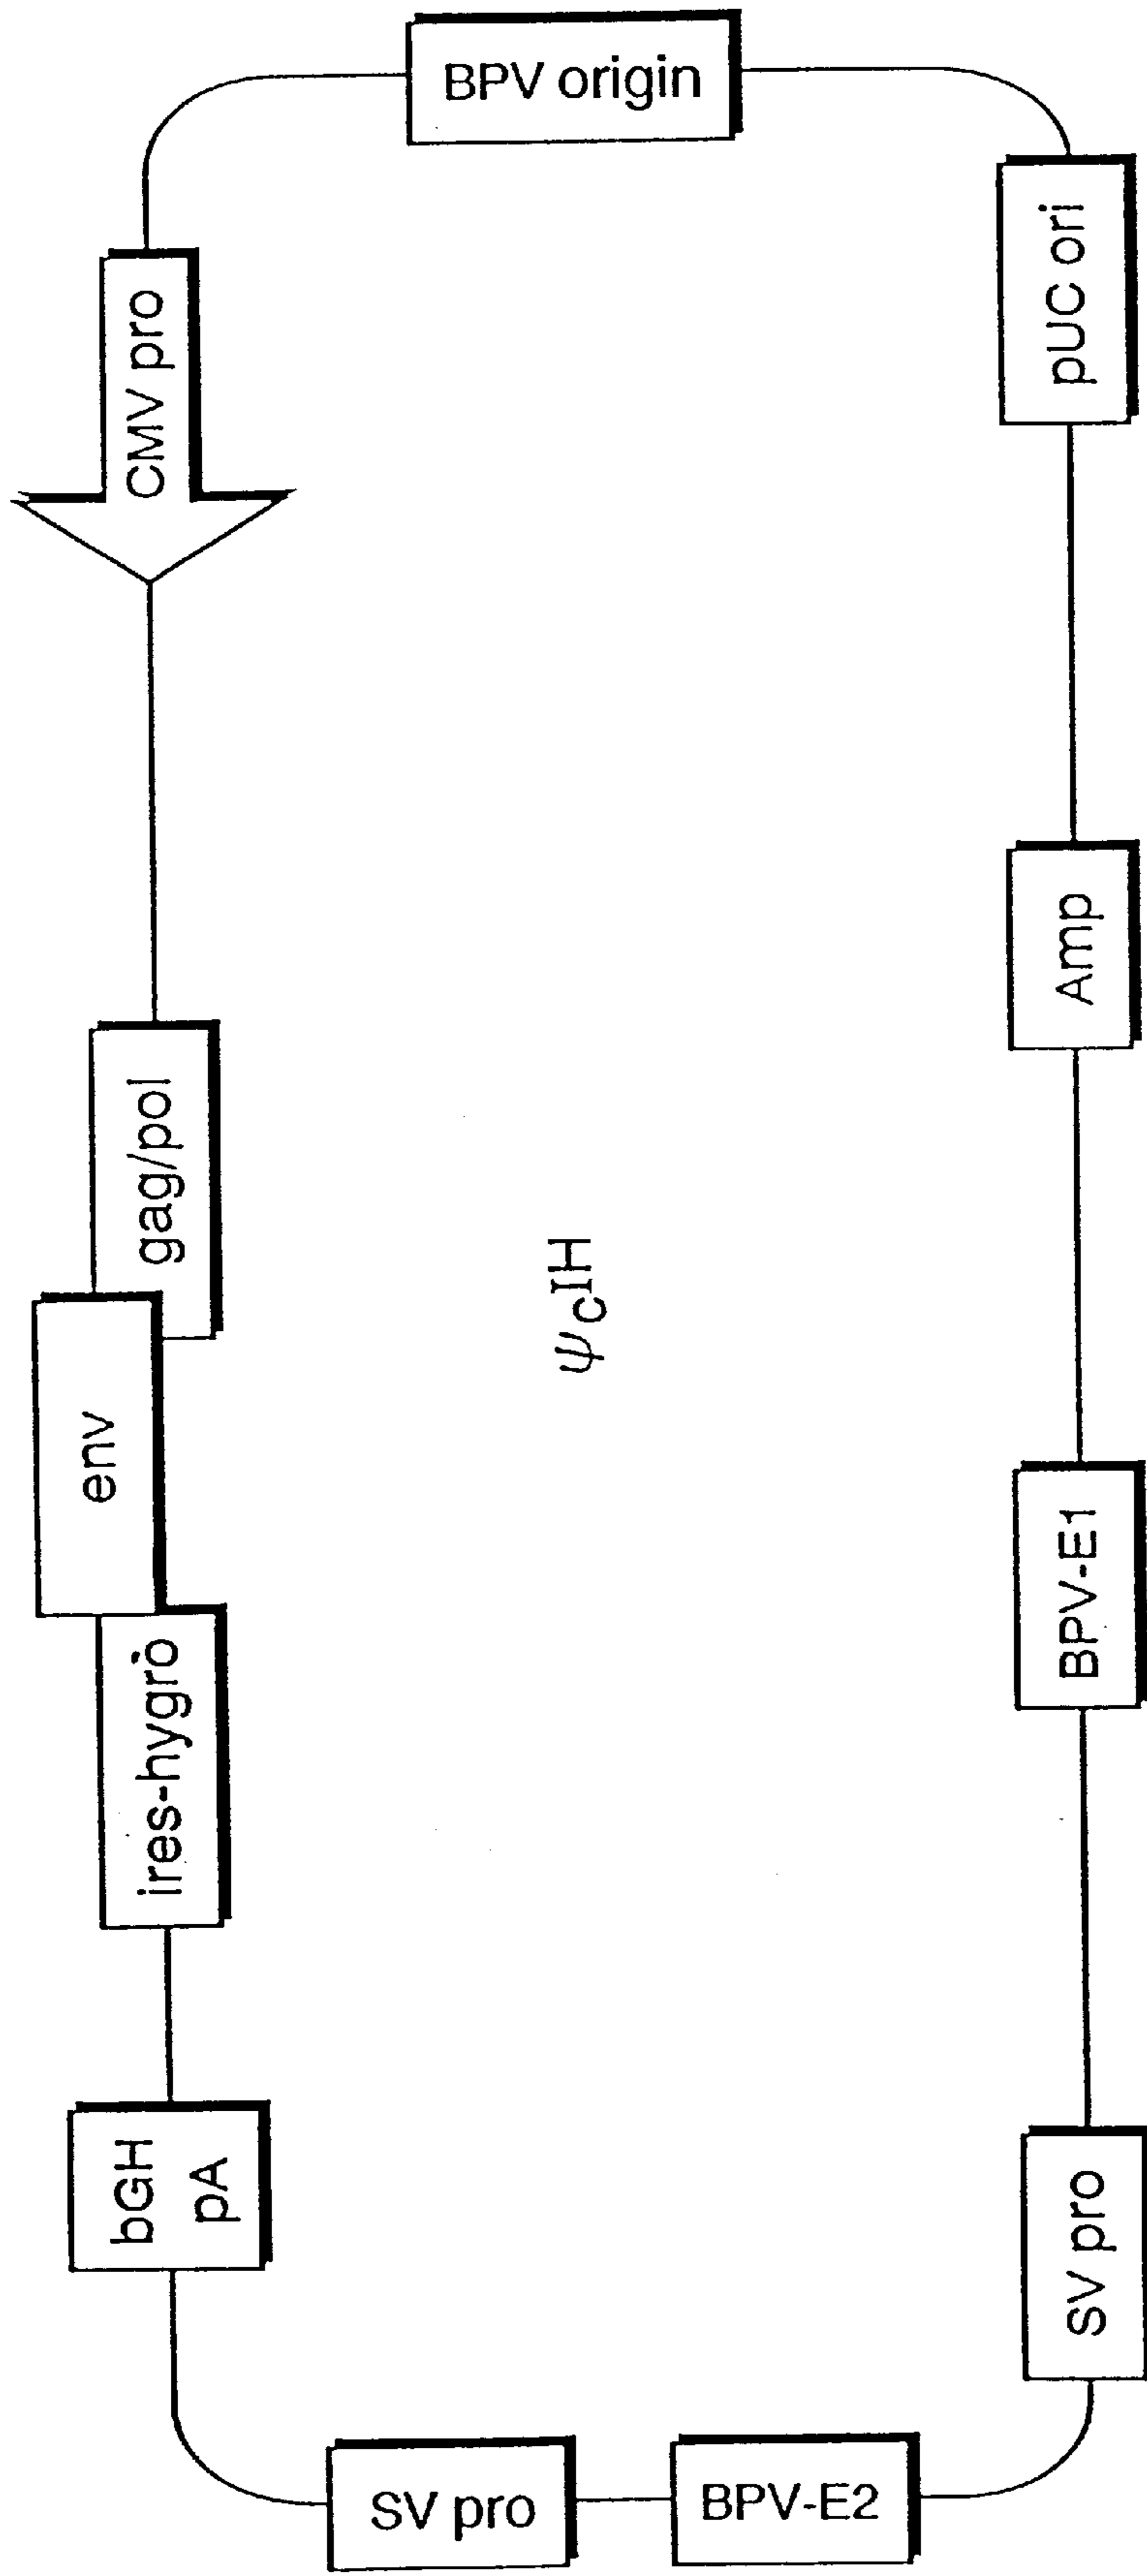 BPV origin
CMV pro
pUC ori
gag/pol
Amp
env
ψcIH
ires-hygro
BPV-E1
bGH
pA
SV pro
SV pro
BPV-E2